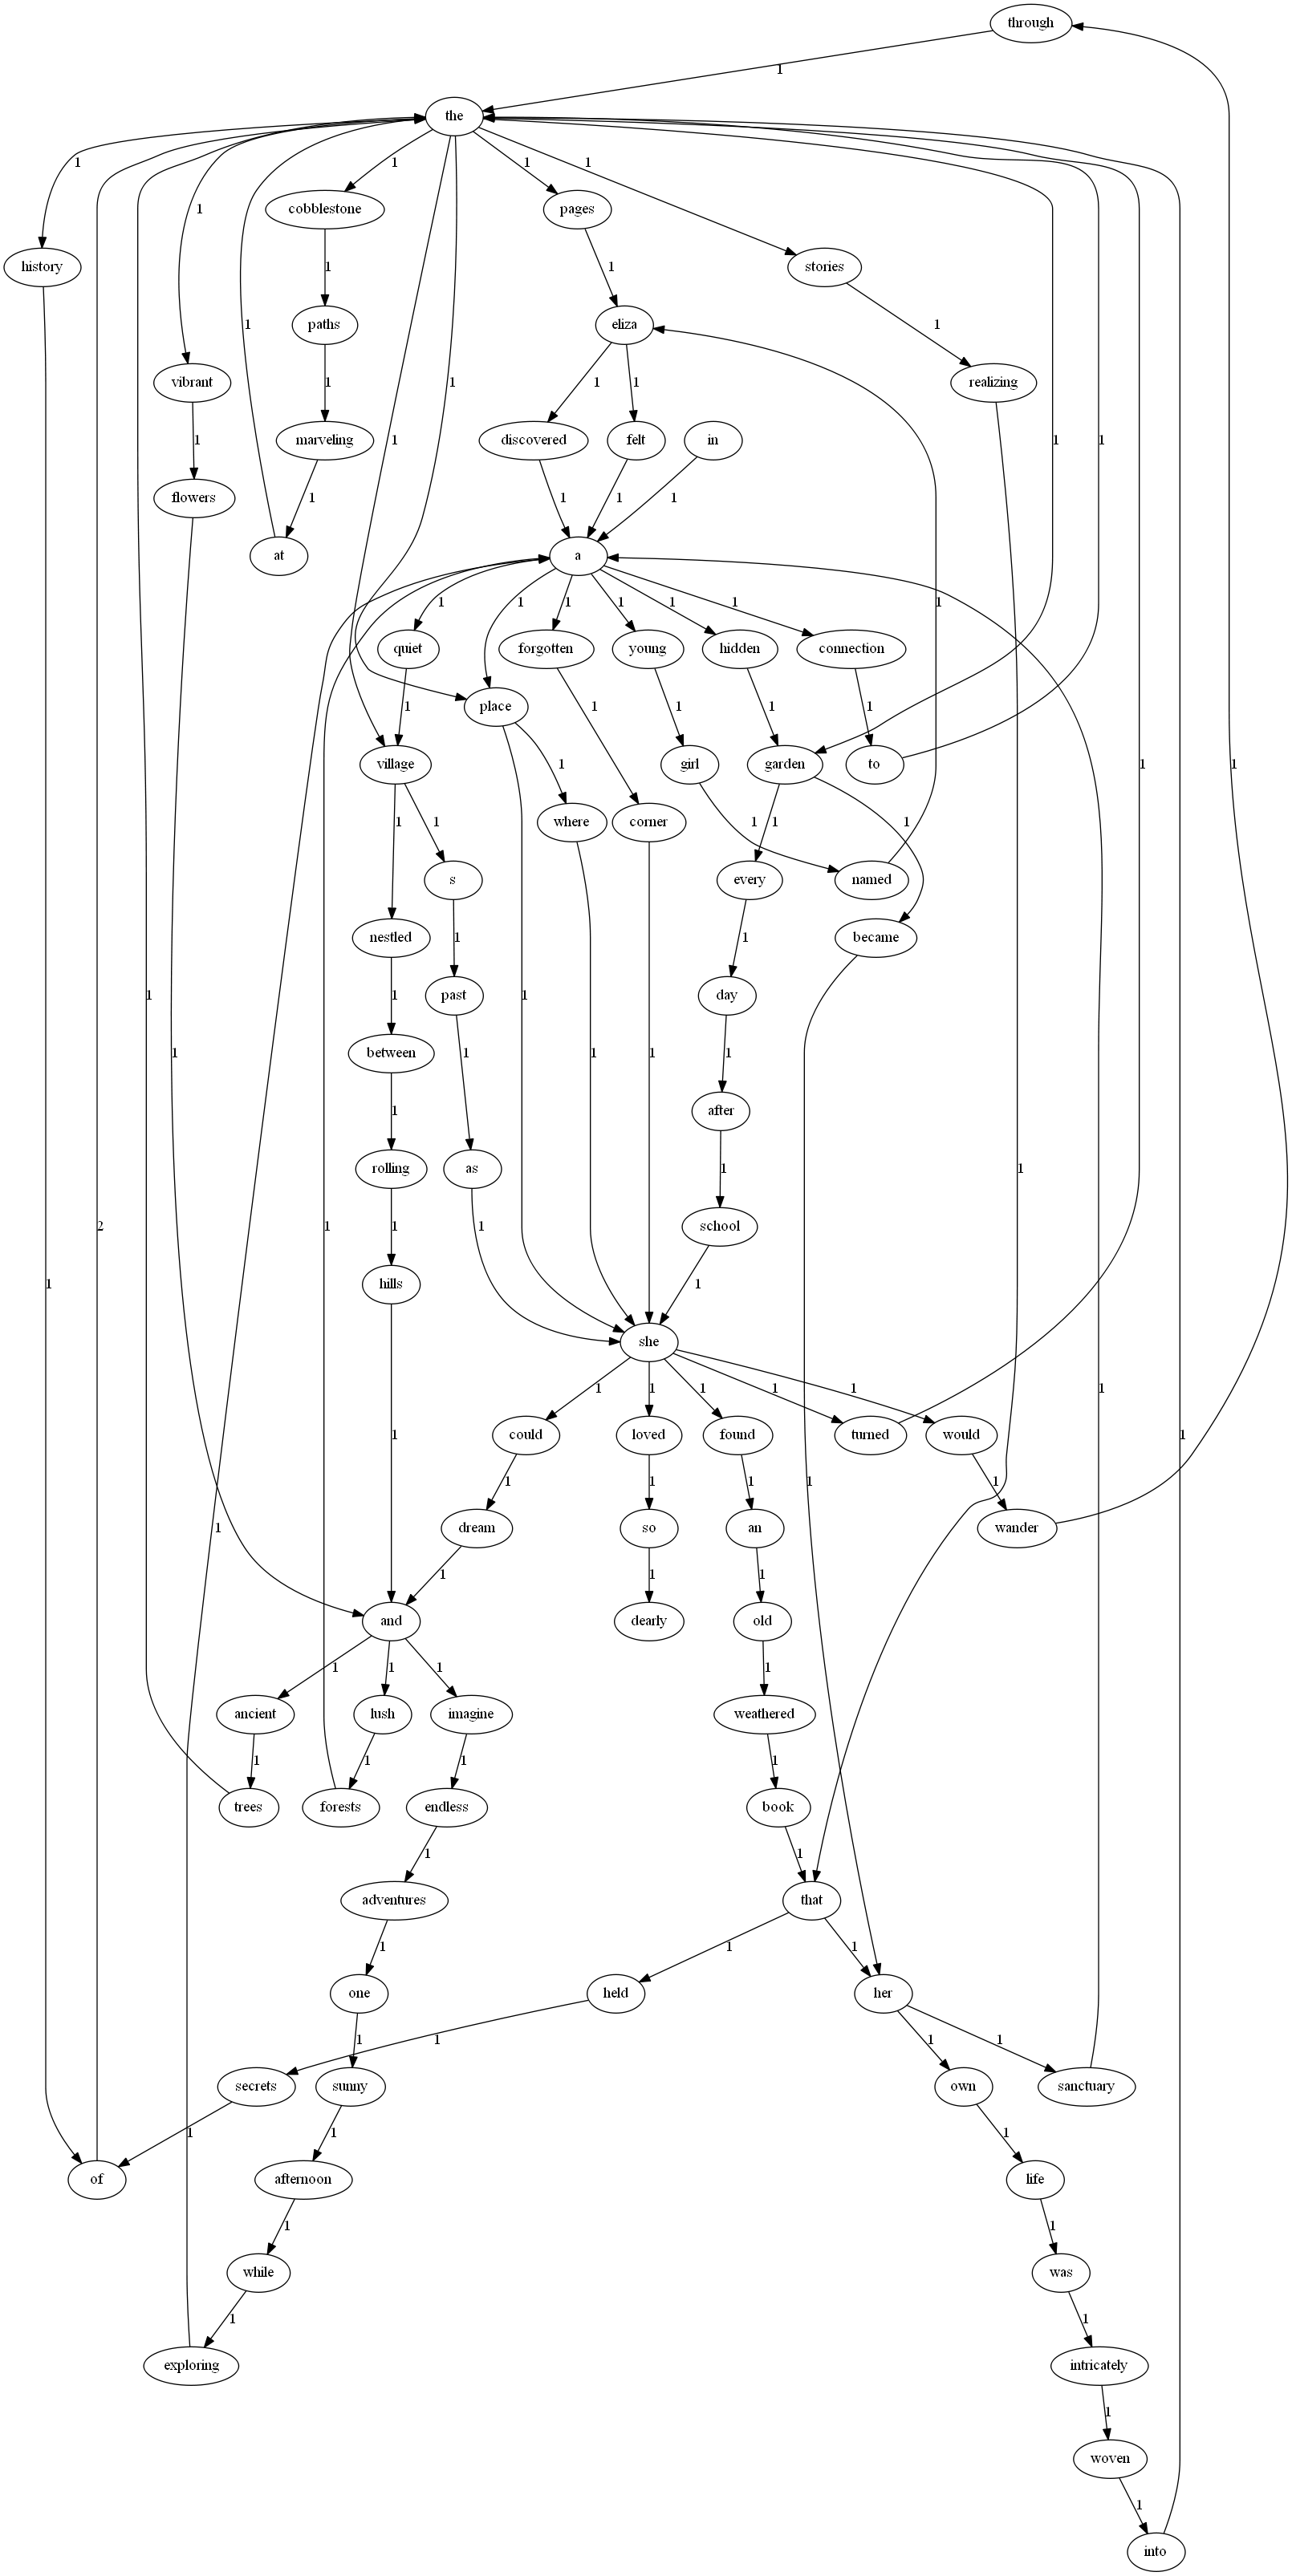 through
1
the
1 1 1 1
cobblestone pages
1 1
history stories
1 1 1
paths eliza
1 1 1 1
vibrant realizing
1 1 1 1 1 1
marveling discovered felt in
1 1 1 1
flowers
at a
1 1 1 1 1 1
quiet forgotten young hidden connection
1 1 1
place
1
village girl garden to
1 1 1 1 1
where corner
s every named
1 1
nestled became
1 1
past day
1 1 1 1 1 1
between
1
after
rolling as school
1 2 1 1 1
hills
1
she
1 1 1 1 1
could loved found turned would
1 1 1 1 1
dream so an wander
1 1 1
and dearly old
1 1 1 1
ancient lush imagine weathered
1 1 1 1
trees forests endless book
1 1
adventures that
1 1 1
one held her
1 1 1 1
secrets sunny own sanctuary
1 1 1
of afternoon life
1 1
while was
1 1
exploring intricately
1
woven
1
into